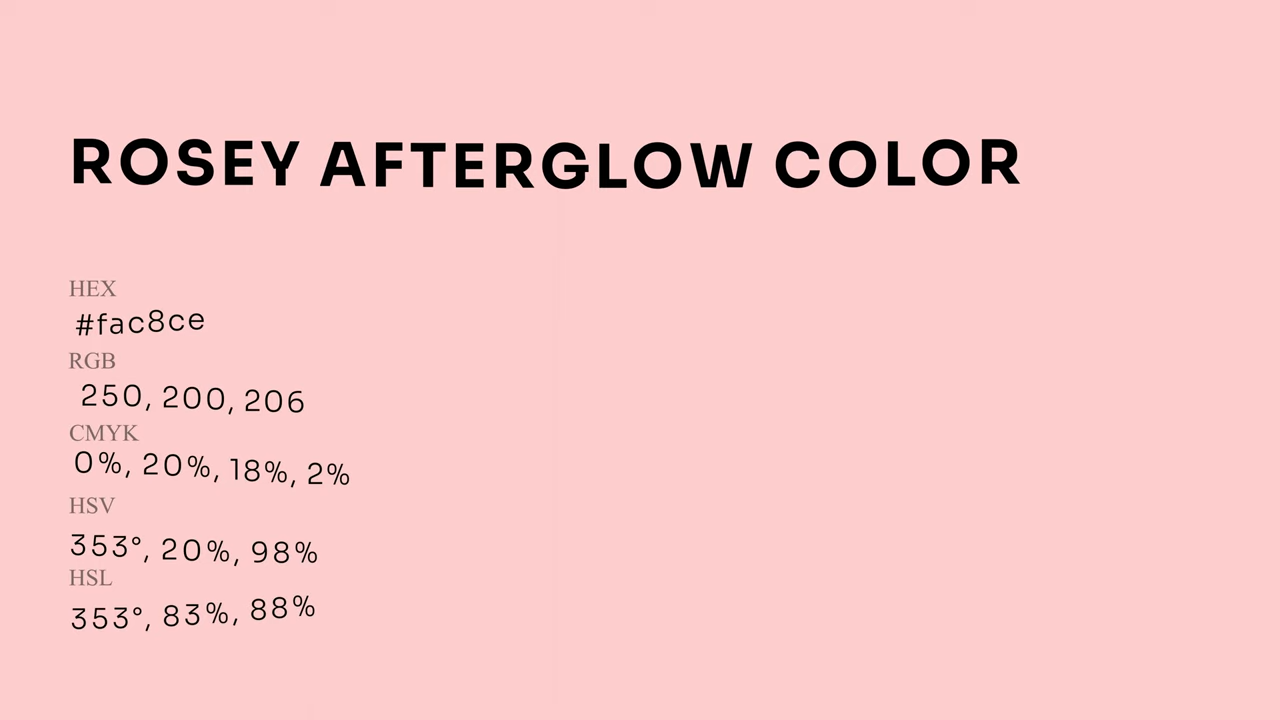 ROSEY AFTERGLOW COLOR
HEX
#fac8ce
RGB
250, 200, 206
CMYK
0%, 20%, 18%, 2%
HSV
353°, 20%, 98%
HSL
353°, 83%, 88%